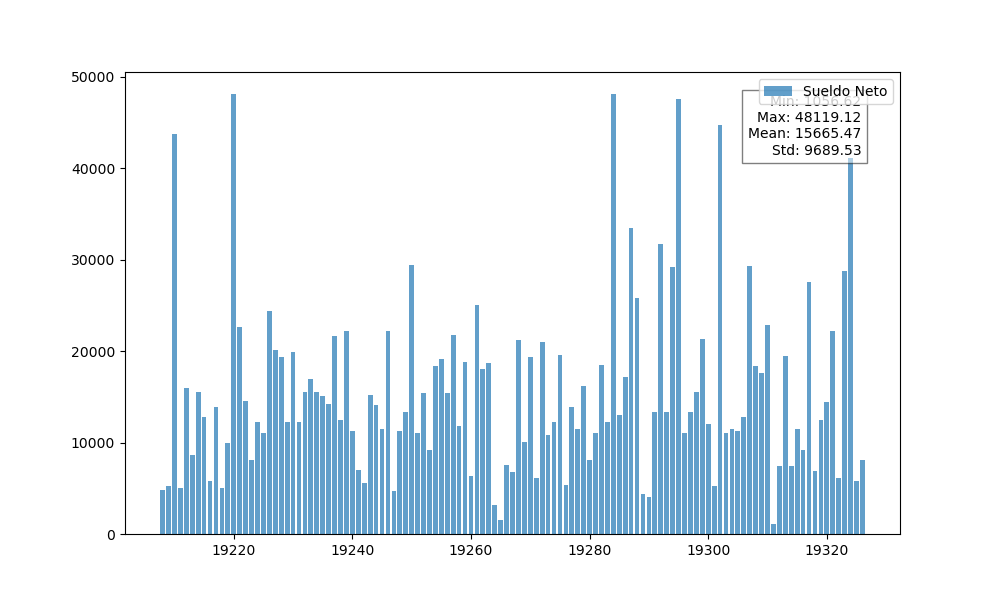 50000
40000
30000
20000
10000
0
19220 19240 19260 19280 19300 19320
Sueldo Neto
Min: 1056.62
Max: 48119.12
Mean: 15665.47
Std: 9689.53